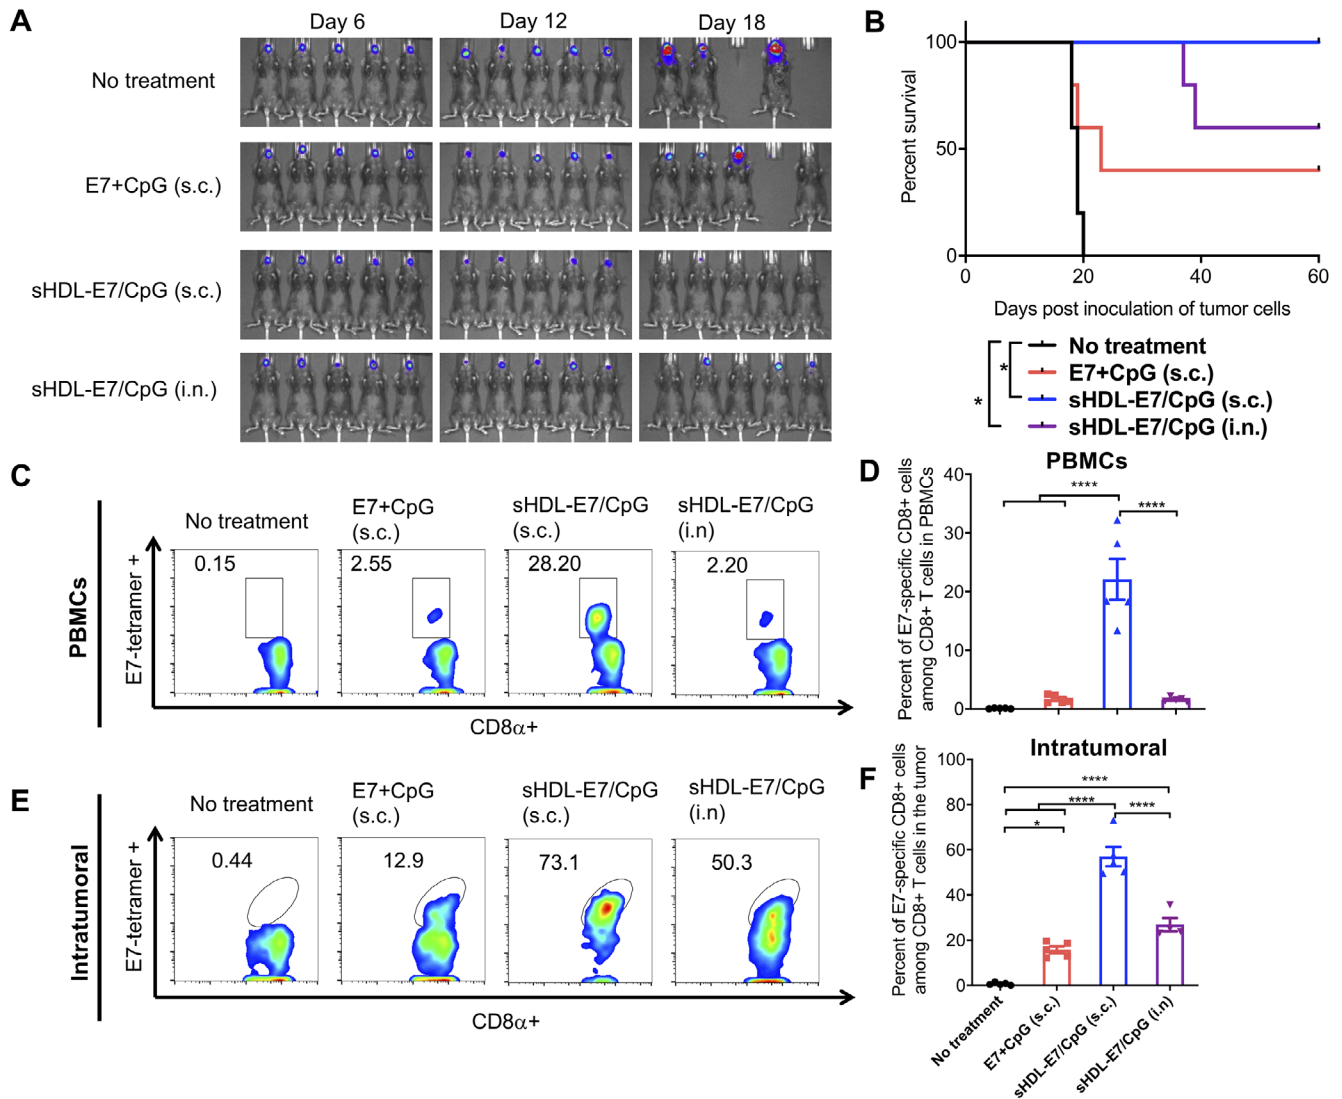 A
Day 6
Day 12
Day 18
No treatment
E7+CpG (s.c.)
sHDL-E7/CpG (s.c.)
sHDL-E7/CpG (i.n.)
B
Percent survival
100
50
0
0
20
40
60
Days post inoculation of tumor cells
No treatment
E7+CpG (s.c.)
sHDL-E7/CpG (s.c.)
sHDL-E7/CpG (i.n.)
*
*
C
PBMCs
E7-tetramer +
No treatment
E7+CpG
(s.c.)
sHDL-E7/CpG
(s.c.)
sHDL-E7/CpG
(i.n)
0.15
2.55
28.20
2.20
CD8α+
D
PBMCs
Percent of E7-specific CD8+ cells
among CD8+ T cells in PBMCs
40
30
20
10
0
****
****
E
Intratumoral
E7-tetramer +
No treatment
E7+CpG
(s.c.)
sHDL-E7/CpG
(s.c.)
sHDL-E7/CpG
(i.n)
0.44
12.9
73.1
50.3
CD8α+
F
Intratumoral
Percent of E7-specific CD8+ cells
among CD8+ T cells in the tumor
100
80
60
40
20
0
****
****
****
*
No treatment
E7+CpG (s.c.)
sHDL-E7/CpG (s.c.)
sHDL-E7/CpG (i.n)